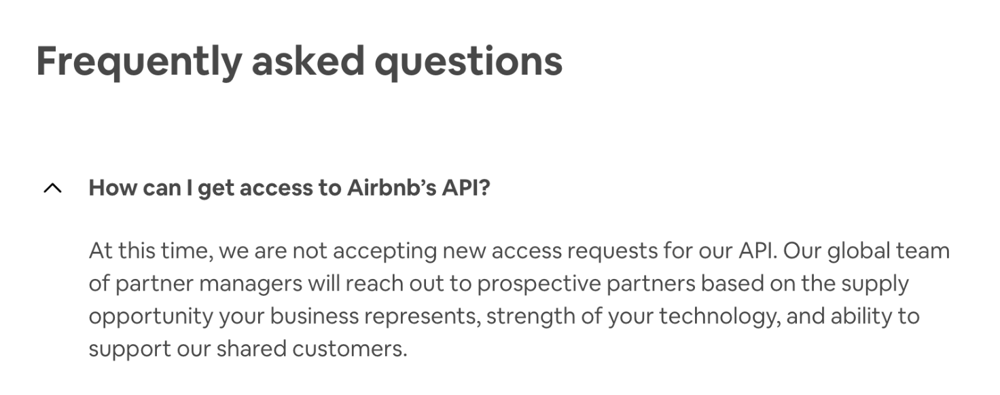 Frequently asked questions
How can I get access to Airbnb’s API?
At this time, we are not accepting new access requests for our API. Our global team
of partner managers will reach out to prospective partners based on the supply
opportunity your business represents, strength of your technology, and ability to
support our shared customers.